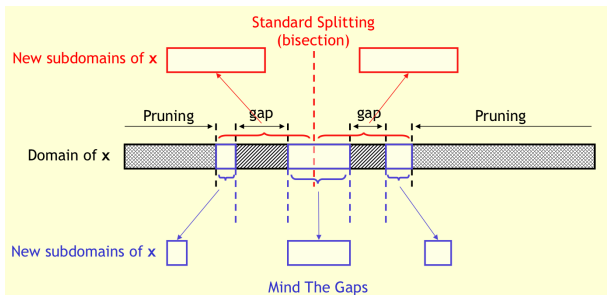 Standard Splitting
(bisection)
New subdomains of x
Pruning
gap
gap
Pruning
Domain of x
New subdomains of x
Mind The Gaps